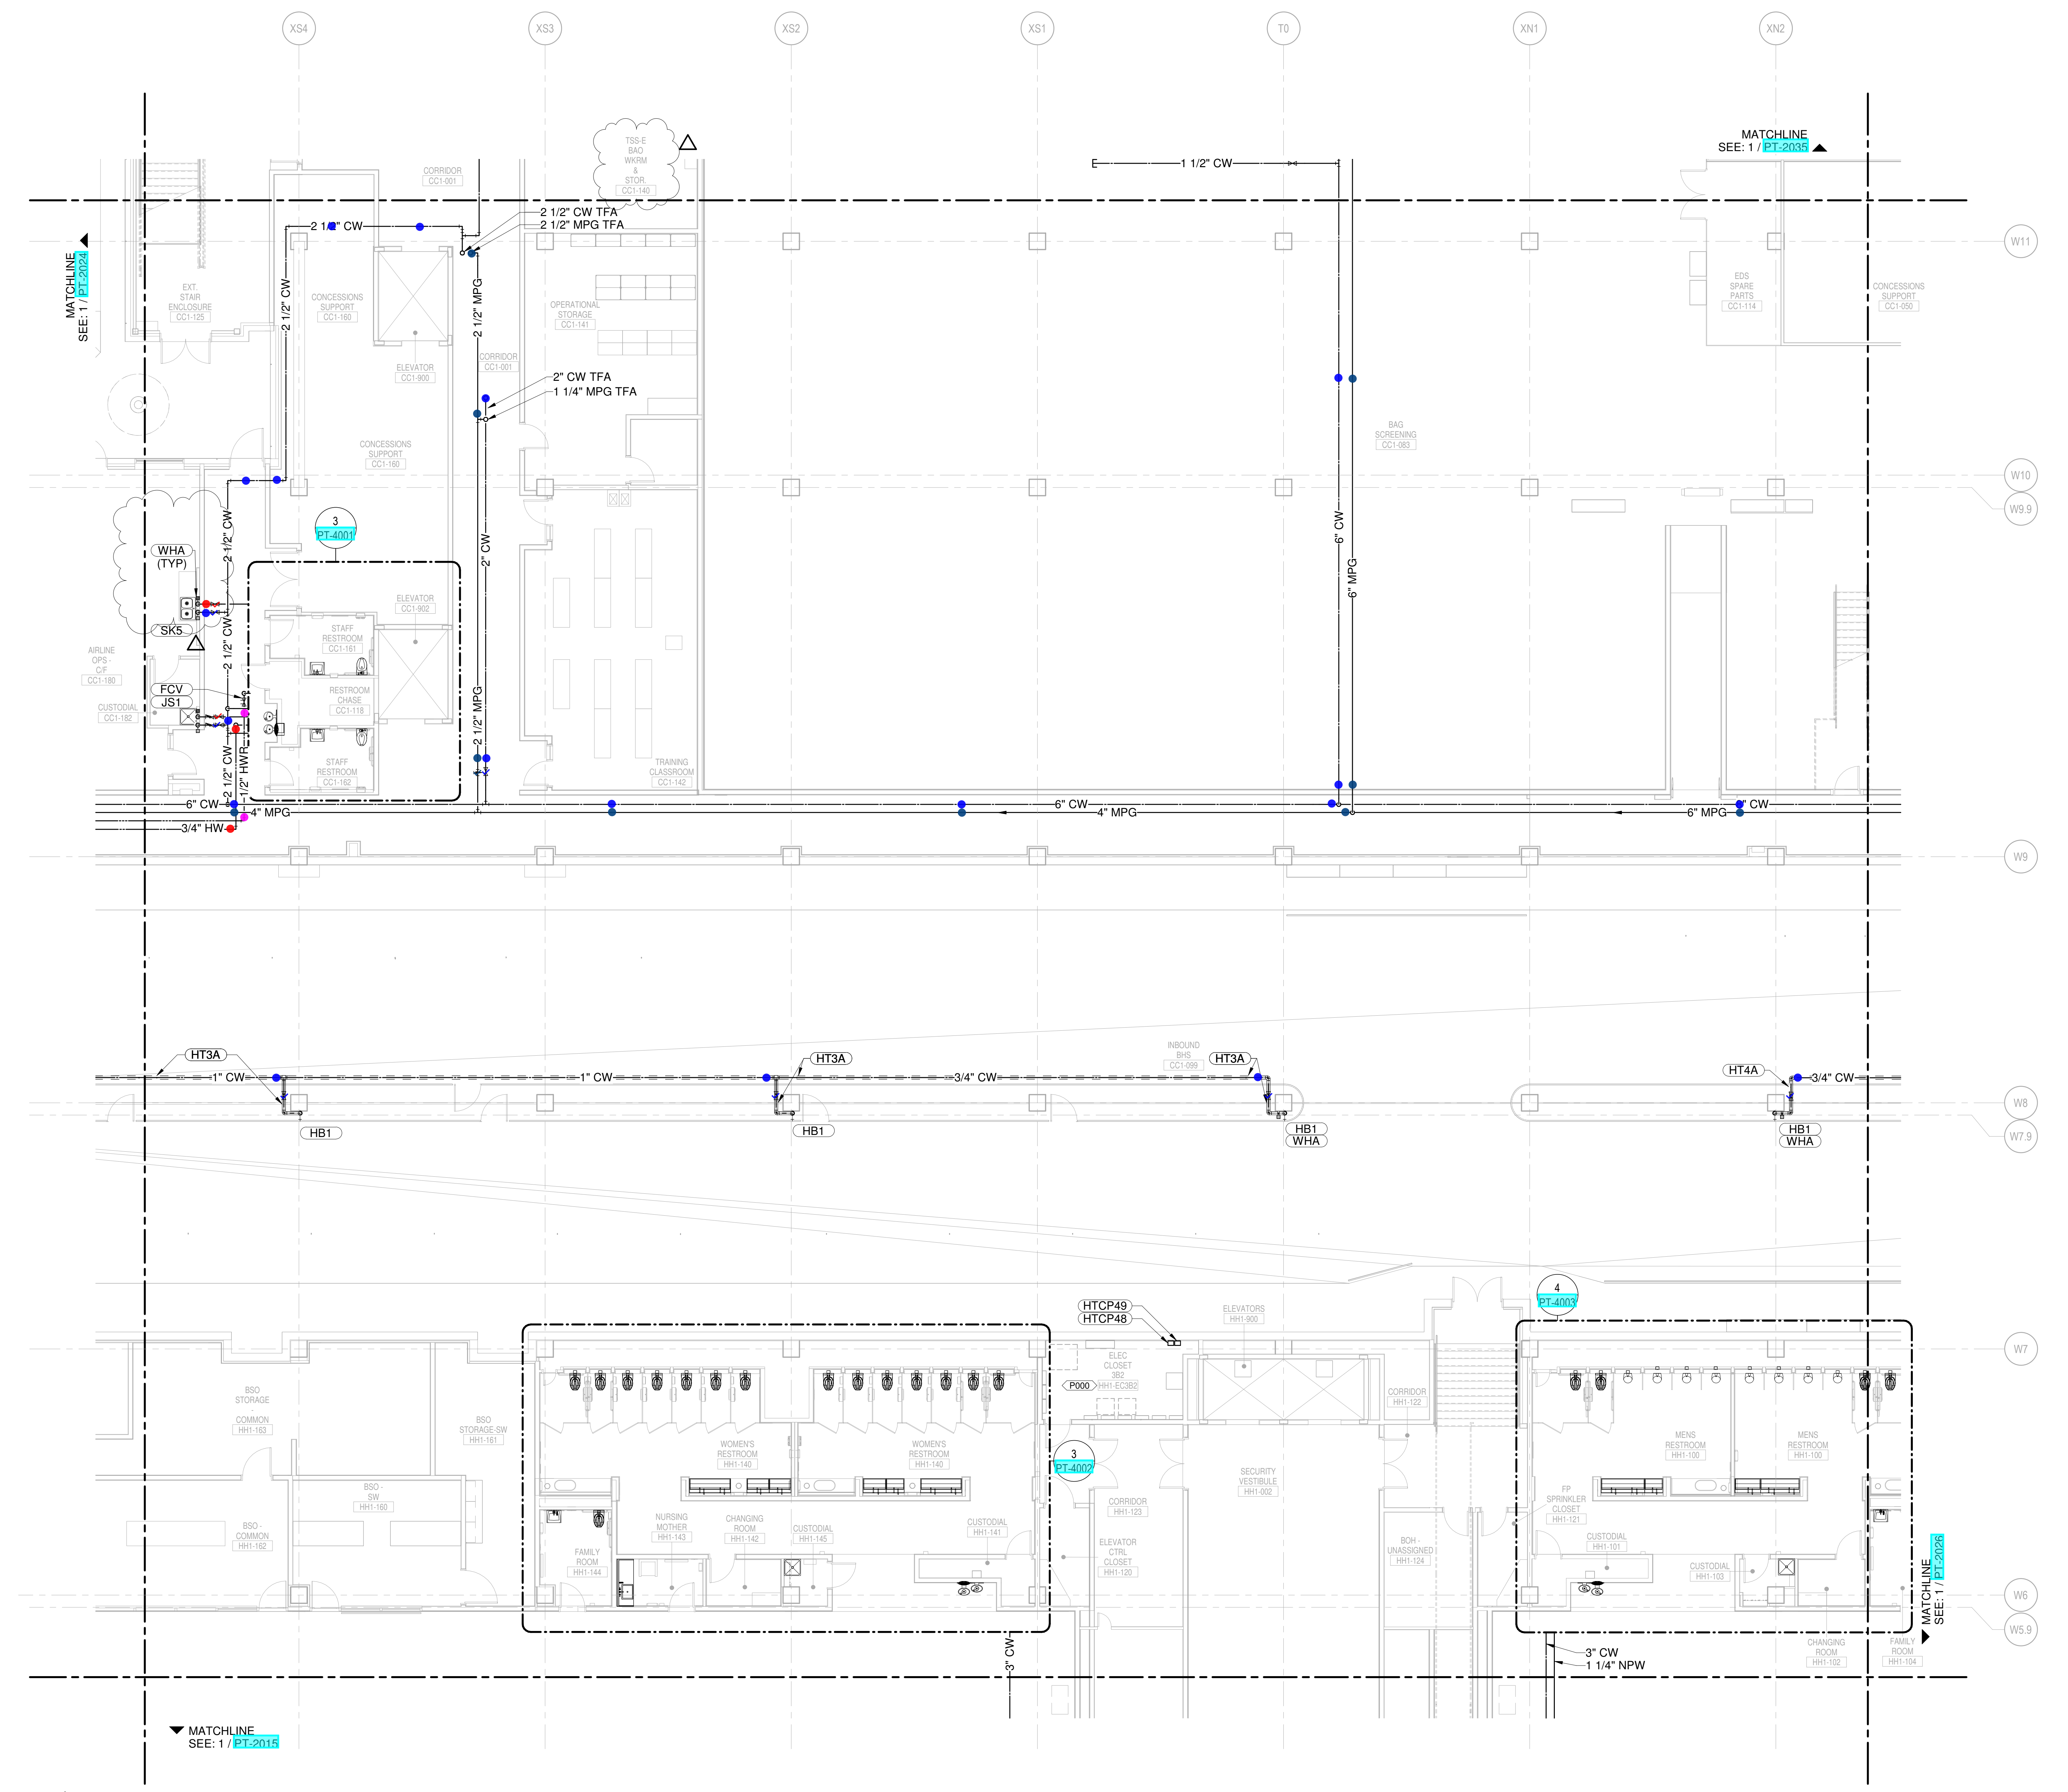 XS4
XS3
XS2
XS1
T0
XN1
XN2
MATCHLINE
SEE: 1 / PT-2035
TSS-E
BAO
WKRM
&
STOR.
CC1-140
CORRIDOR
CC1-001
1 1/2" CW
2 1/2" CW TFA
2 1/2" MPG TFA
2 1/2" CW
W11
MATCHLINE
SEE: 1 / PT-2024
EXT.
STAIR
ENCLOSURE
CC1-125
CONCESSIONS
SUPPORT
CC1-160
2 1/2" CW
2 1/2" MPG
OPERATIONAL
STORAGE
CC1-141
EDS
SPARE
PARTS
CC1-114
CONCESSIONS
SUPPORT
CC1-050
ELEVATOR
CC1-900
CORRIDOR
CC1-001
2" CW TFA
1 1/4" MPG TFA
CONCESSIONS
SUPPORT
CC1-160
BAG
SCREENING
CC1-083
W10
W9.9
3
PT-4001
WHA
(TYP)
2 1/2" CW
2" CW
6" CW
6" MPG
ELEVATOR
CC1-902
SK5
STAFF
RESTROOM
CC1-161
2 1/2" CW
AIRLINE
OPS -
C/F
CC1-180
FCV
JS1
RESTROOM
CHASE
CC1-118
CUSTODIAL
CC1-182
2 1/2" MPG
2 1/2" CW
1/2" HWR
STAFF
RESTROOM
CC1-162
TRAINING
CLASSROOM
CC1-142
6" CW
6" CW
" CW
4" MPG
4" MPG
6" MPG
3/4" HW
W9
HT3A
HT3A
INBOUND
BHS
CC1-099
HT3A
HT4A
1" CW
1" CW
3/4" CW
3/4" CW
W8
W7.9
HB1
HB1
HB1
WHA
HB1
WHA
4
PT-4003
HTCP49
HTCP48
ELEVATORS
HH1-900
W7
ELEC
CLOSET
3B2
HH1-EC3B2
P000
BSO
STORAGE
-
COMMON
HH1-163
BSO
STORAGE-SW
HH1-161
CORRIDOR
HH1-122
WOMEN'S
RESTROOM
HH1-140
WOMEN'S
RESTROOM
HH1-140
3
PT-4002
SECURITY
VESTIBULE
HH1-002
MENS
RESTROOM
HH1-100
MENS
RESTROOM
HH1-100
BSO -
SW
HH1-160
BSO -
COMMON
HH1-162
NURSING
MOTHER
HH1-143
CHANGING
ROOM
HH1-142
CUSTODIAL
HH1-145
CUSTODIAL
HH1-141
CORRIDOR
HH1-123
FP
SPRINKLER
CLOSET
HH1-121
FAMILY
ROOM
HH1-144
ELEVATOR
CTRL
CLOSET
HH1-120
BOH -
UNASSIGNED
HH1-124
CUSTODIAL
HH1-101
CUSTODIAL
HH1-103
MATCHLINE
SEE: 1 / PT-2026
W6
W5.9
3" CW
3" CW
1 1/4" NPW
CHANGING
ROOM
HH1-102
FAMILY
ROOM
HH1-104
MATCHLINE
SEE: 1 / PT-2015